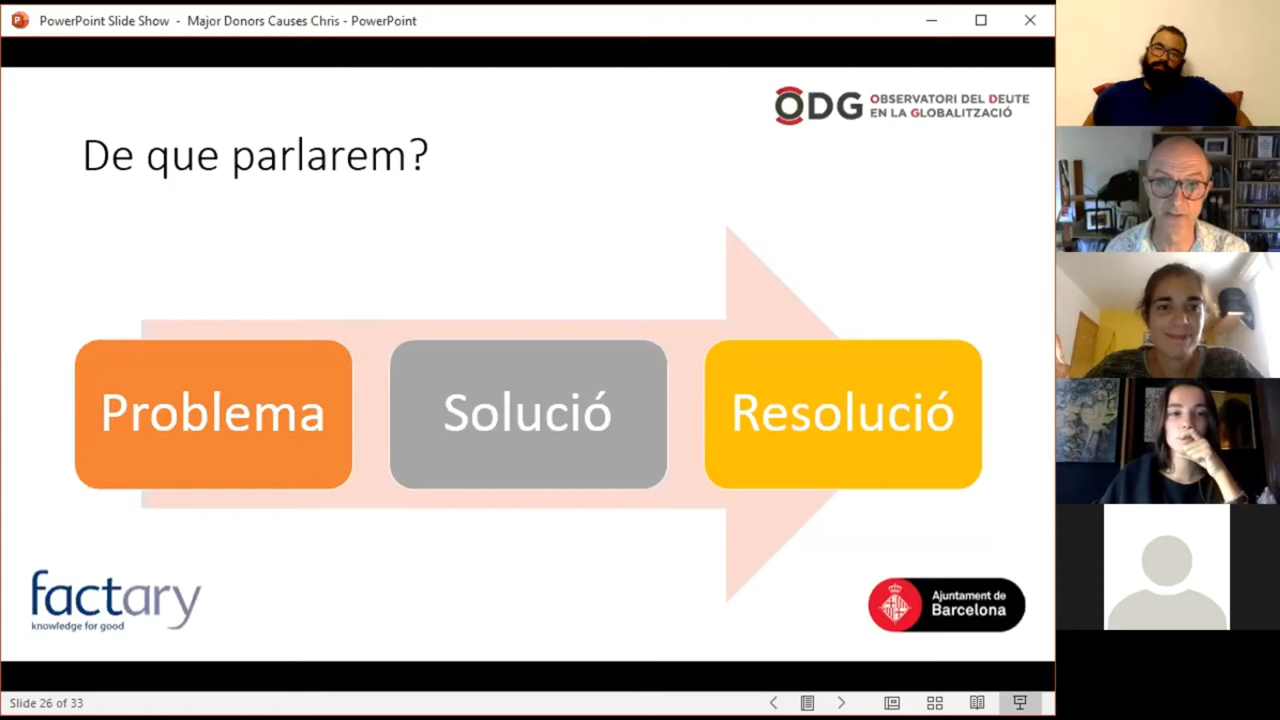 PowerPoint Slide Show - Major Donors Causes Chris - PowerPoint
ODG OBSERVATORI DEL DEUTE
EN LA GLOBALITZACIÓ
De que parlarem?
Problema
Solució
Resolució
factary
knowledge for good
Ajuntament de
Barcelona
Slide 26 of 33